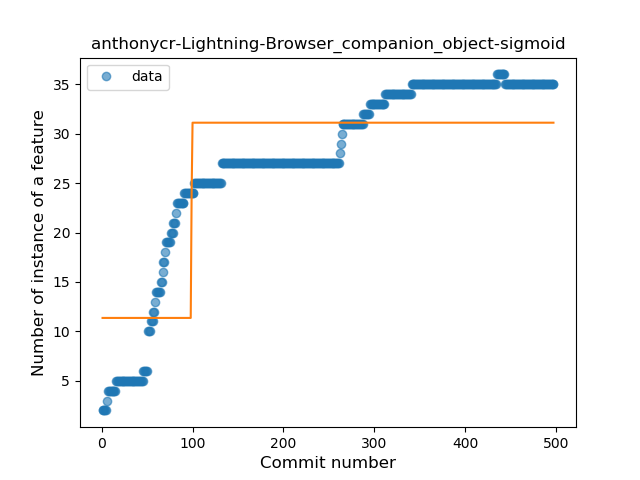 anthonycr-Lightning-Browser_companion_object-sigmoid
data
Number of instance of a feature
35
30
25
20
15
10
5
0 100 200 300 400 500
Commit number